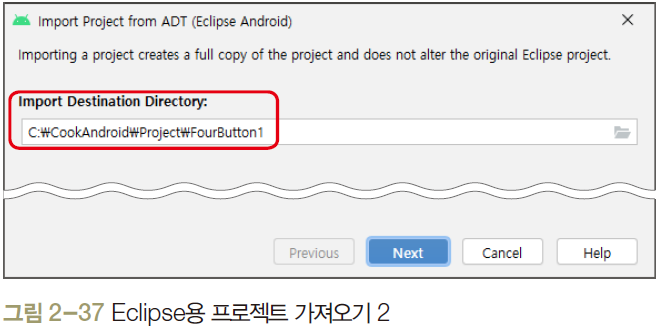 Import Project from ADT (Eclipse Android)
Importing a project creates a full copy of the project and does not alter the original Eclipse project.
Import Destination Directory:
C:₩CookAndroid₩Project₩FourButton1
Previous Next Cancel Help
그림 2-37 Eclipse용 프로젝트 가져오기 2